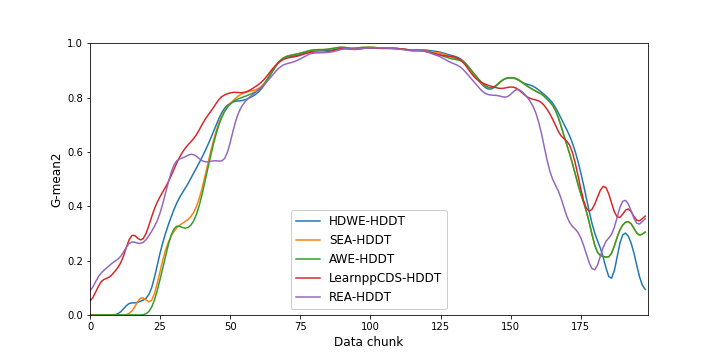 1.0
0.8
0.6
0.4
0.2
0.0
G-mean2
0
25
50
75
100
125
150
175
Data chunk
HDWE-HDDT
SEA-HDDT
AWE-HDDT
LearnppCDS-HDDT
REA-HDDT